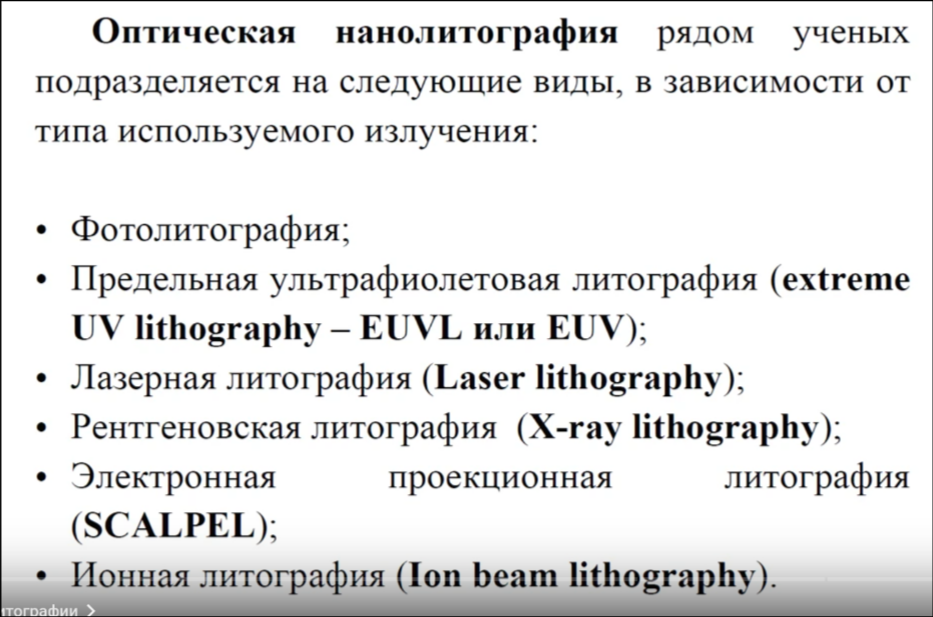 Оптическая нанолитография рядом ученых
подразделяется на следующие виды, в зависимости от
типа используемого излучения:
• Фотолитография;
• Предельная ультрафиолетовая литография (extreme
UV lithography – EUVL или EUV);
• Лазерная литография (Laser lithography);
• Рентгеновская литография (X-ray lithography);
• Электронная проекционная литография
(SCALPEL);
• Ионная литография (Ion beam lithography).
итографии >